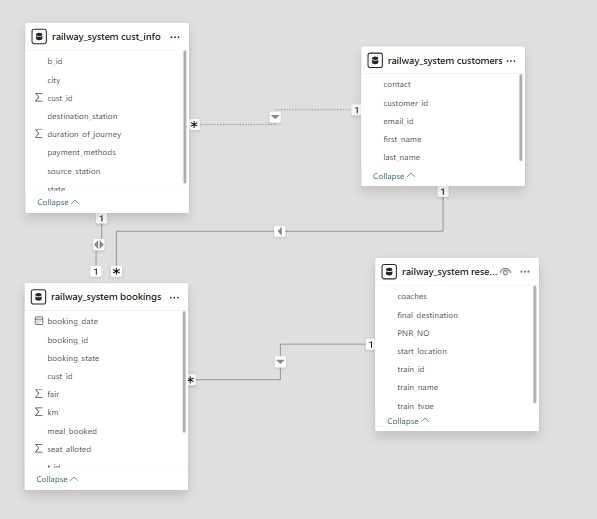 railway_system cust_info ...
b_id
city
cust_id
destination_station
duration_of_journey
payment_methods
source_station
state
Collapse
railway_system customers ...
contact
customer_id
email_id
first_name
last_name
Collapse
*
1
1
1
1
*
railway_system bookings ...
booking_date
booking_id
booking_state
cust_id
fair
km
meal_booked
seat_alloted
Collapse
railway_system rese... ...
coaches
final_destination
PNR_NO
start_location
train_id
train_name
train_type
Collapse
1
*